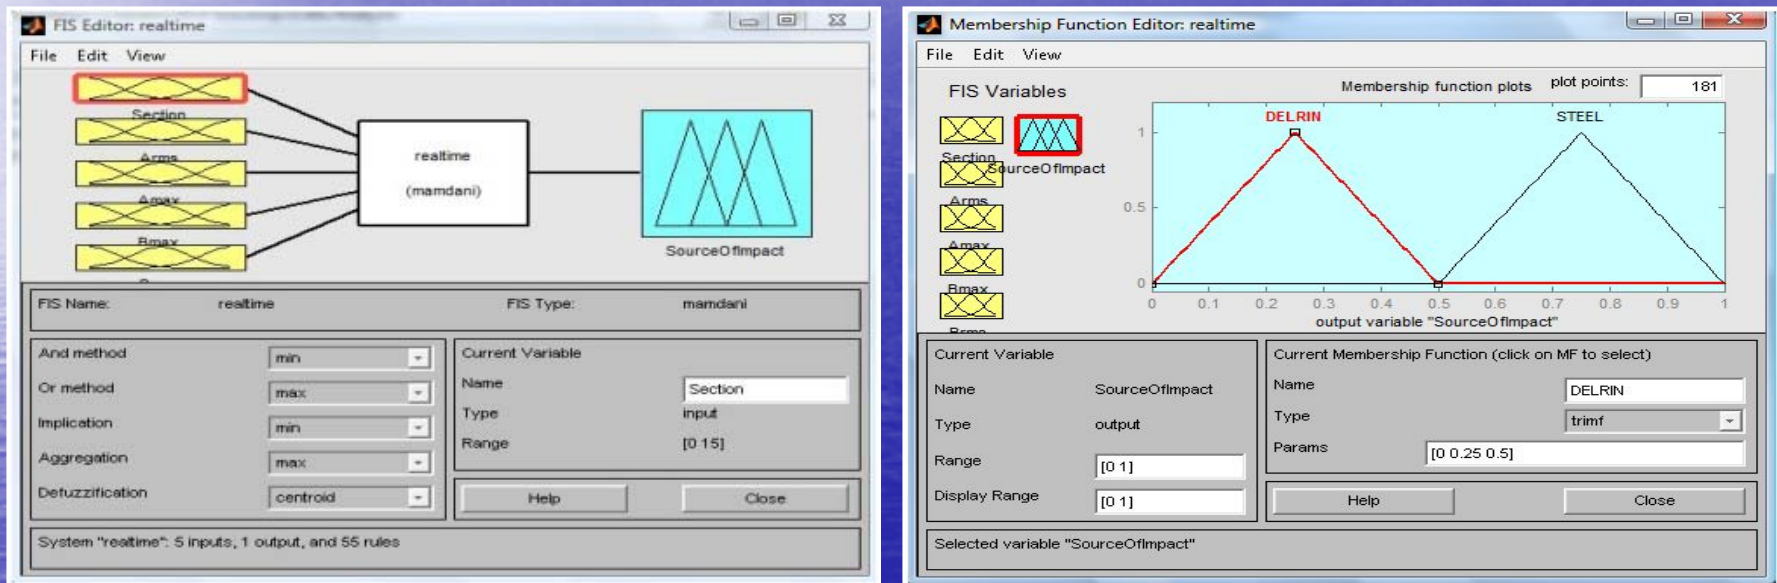 FIS Editor: realtime
File Edit View
Section
Arms
Amax
Bmax
realtime
(mamdani)
SourceOfImpact
FIS Name: realtime FIS Type: mamdani
And method min
Or method max
Implication min
Aggregation max
Defuzzification centroid
Current Variable
Name Section
Type input
Range [0 15]
Help Close
System "realtime": 5 inputs, 1 output, and 55 rules
Membership Function Editor: realtime
File Edit View
FIS Variables
Section
SourceOfImpact
Arms
Amax
Bmax
Brms
Membership function plots plot points: 181
DELRIN STEEL
1
0.5
0
0 0.1 0.2 0.3 0.4 0.5 0.6 0.7 0.8 0.9 1
output variable "SourceOfImpact"
Current Variable
Name SourceOfImpact
Type output
Range [0 1]
Display Range [0 1]
Current Membership Function (click on MF to select)
Name DELRIN
Type trimf
Params [0 0.25 0.5]
Help Close
Selected variable "SourceOfImpact"